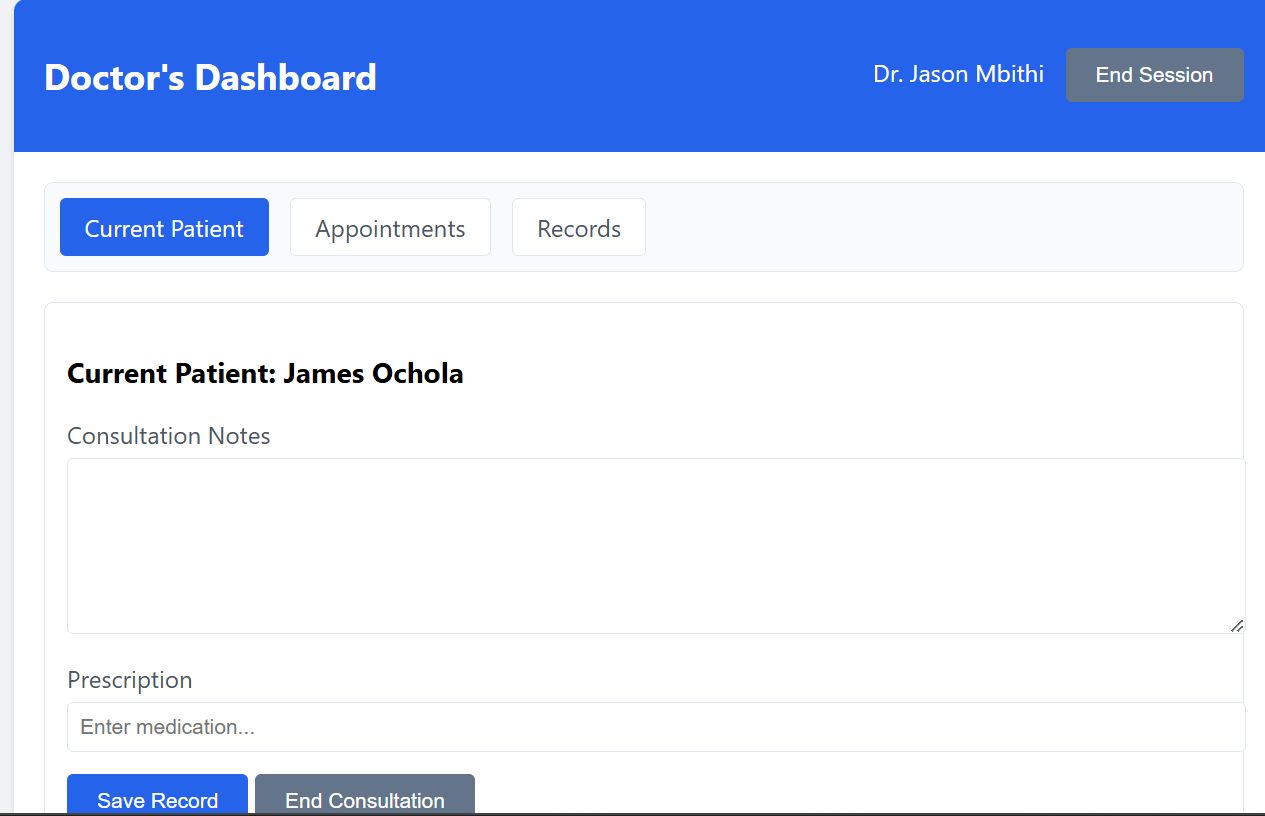 Doctor's Dashboard
Dr. Jason Mbithi
End Session
Current Patient
Appointments
Records
Current Patient: James Ochola
Consultation Notes
Prescription
Enter medication...
Save Record
End Consultation